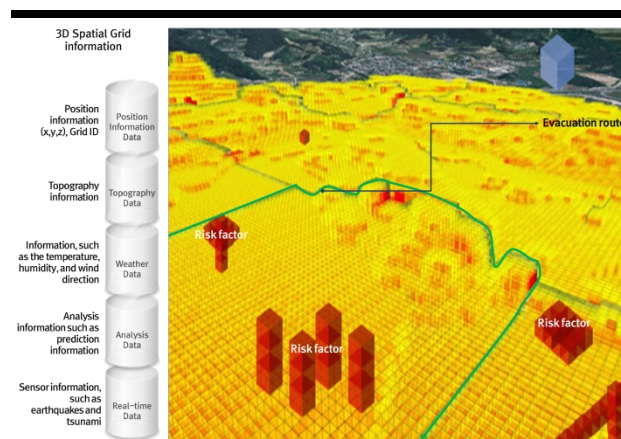 3D Spatial Grid
information
Position
information
(x,y,z), Grid ID
Position
Information
Data
Topography
information
Topography
Data
Information, such
as the temperature,
humidity, and wind
direction
Weather
Data
Analysis
information such as
prediction
information
Analysis
Data
Sensor information,
such as
earthquakes and
tsunami
Real-time
Data
Evacuation route
Risk factor
Risk factor
Risk factor